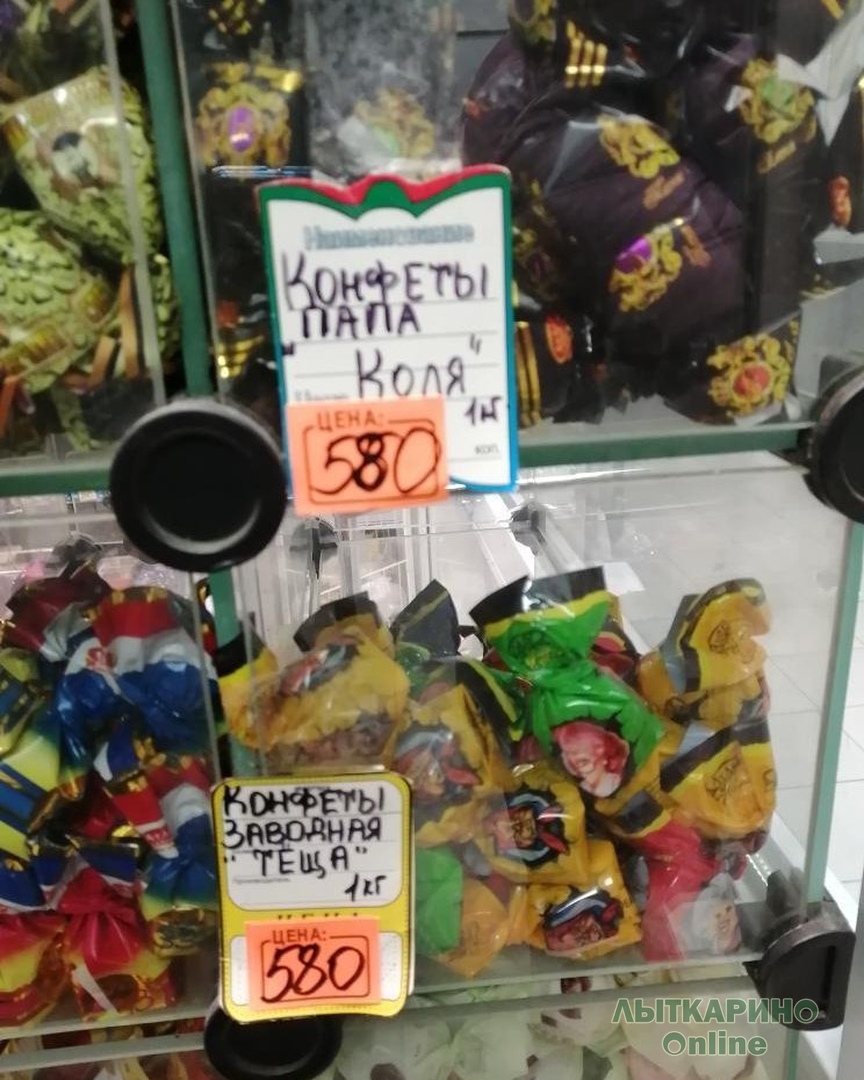 Наименование
КОНФЕТЫ
ПАПА
"КОЛЯ"
1кг
ЦЕНА:
580
коп.
КОНФЕТЫ
ЗАВОДНАЯ
"ТЕЩА"
1кг
ЦЕНА:
580
ЛЫТКАРИНО
Online